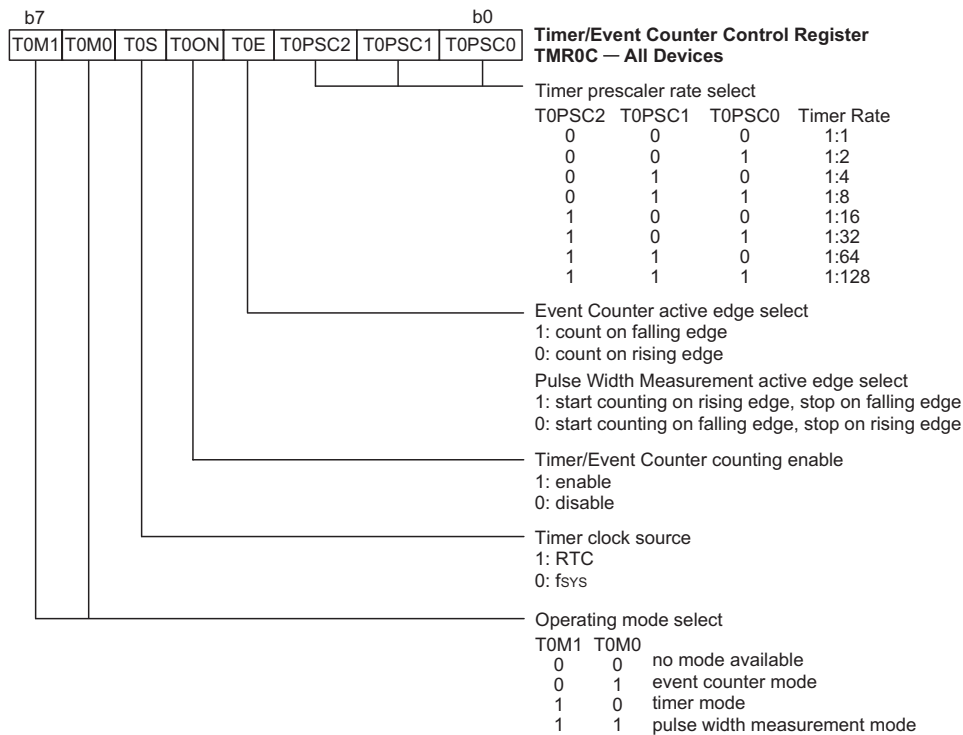 b7 b0
T0M1 T0M0 T0S T0ON T0E T0PSC2 T0PSC1 T0PSC0
Timer/Event Counter Control Register
TMR0C — All Devices
Timer prescaler rate select
T0PSC2 T0PSC1 T0PSC0 Timer Rate
0 0 0 1:1
0 0 1 1:2
0 1 0 1:4
0 1 1 1:8
1 0 0 1:16
1 0 1 1:32
1 1 0 1:64
1 1 1 1:128
Event Counter active edge select
1: count on falling edge
0: count on rising edge
Pulse Width Measurement active edge select
1: start counting on rising edge, stop on falling edge
0: start counting on falling edge, stop on rising edge
Timer/Event Counter counting enable
1: enable
0: disable
Timer clock source
1: RTC
0: fSYS
Operating mode select
T0M1 T0M0
0 0 no mode available
0 1 event counter mode
1 0 timer mode
1 1 pulse width measurement mode